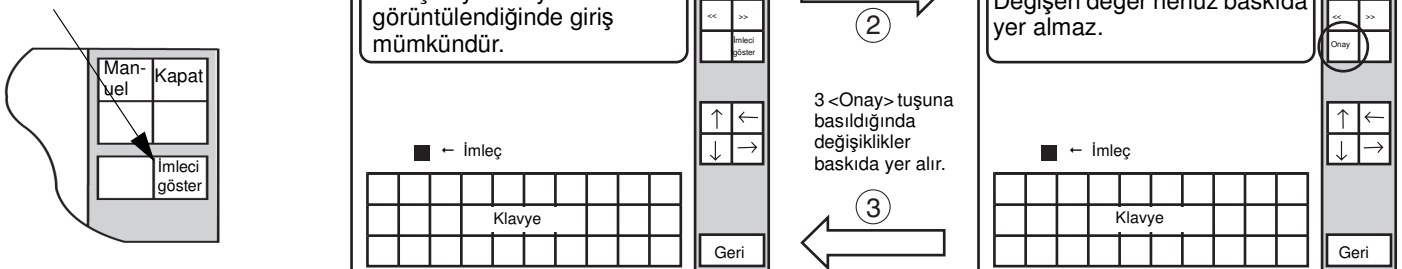 Man-
uel
Kapat
İmleci
göster
görüntülendiğinde giriş
mümkündür.
<< >>
İmleci
göster
↑ ←
↓ →
■ ← İmleç
Klavye
Geri
2
3 <Onay> tuşuna
basıldığında
değişiklikler
baskıda yer alır.
3
Değişen değer henüz baskıda
yer almaz.
<< >>
Onay
↑ ←
↓ →
■ ← İmleç
Klavye
Geri